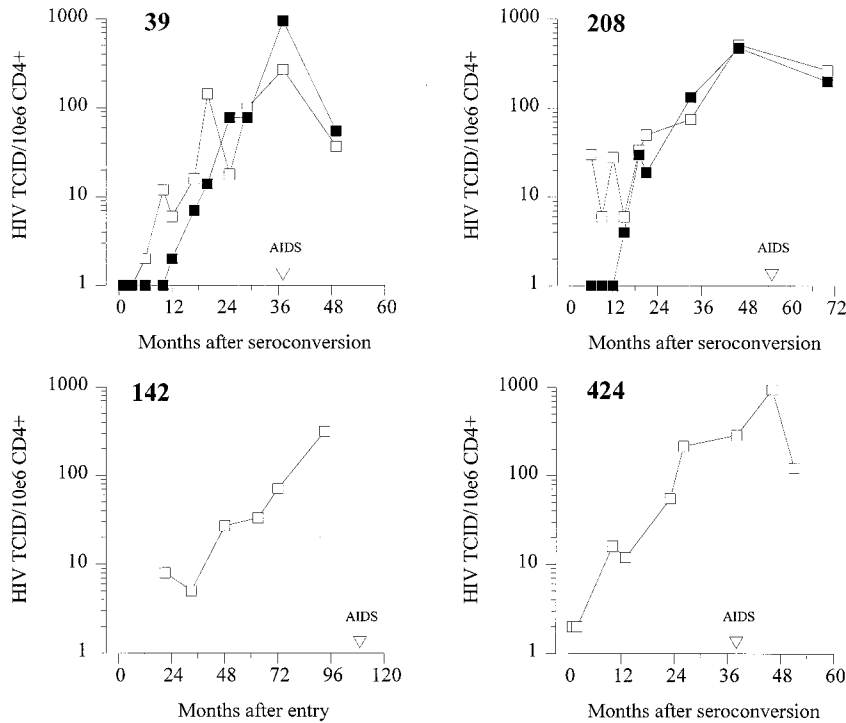 39
HIV TCID/10e6 CD4+
1000
100
10
1
AIDS
0 12 24 36 48 60
Months after seroconversion
208
HIV TCID/10e6 CD4+
1000
100
10
1
AIDS
0 12 24 36 48 60 72
Months after seroconversion
142
HIV TCID/10e6 CD4+
1000
100
10
1
AIDS
0 24 48 72 96 120
Months after entry
424
HIV TCID/10e6 CD4+
1000
100
10
1
AIDS
0 12 24 36 48 60
Months after seroconversion